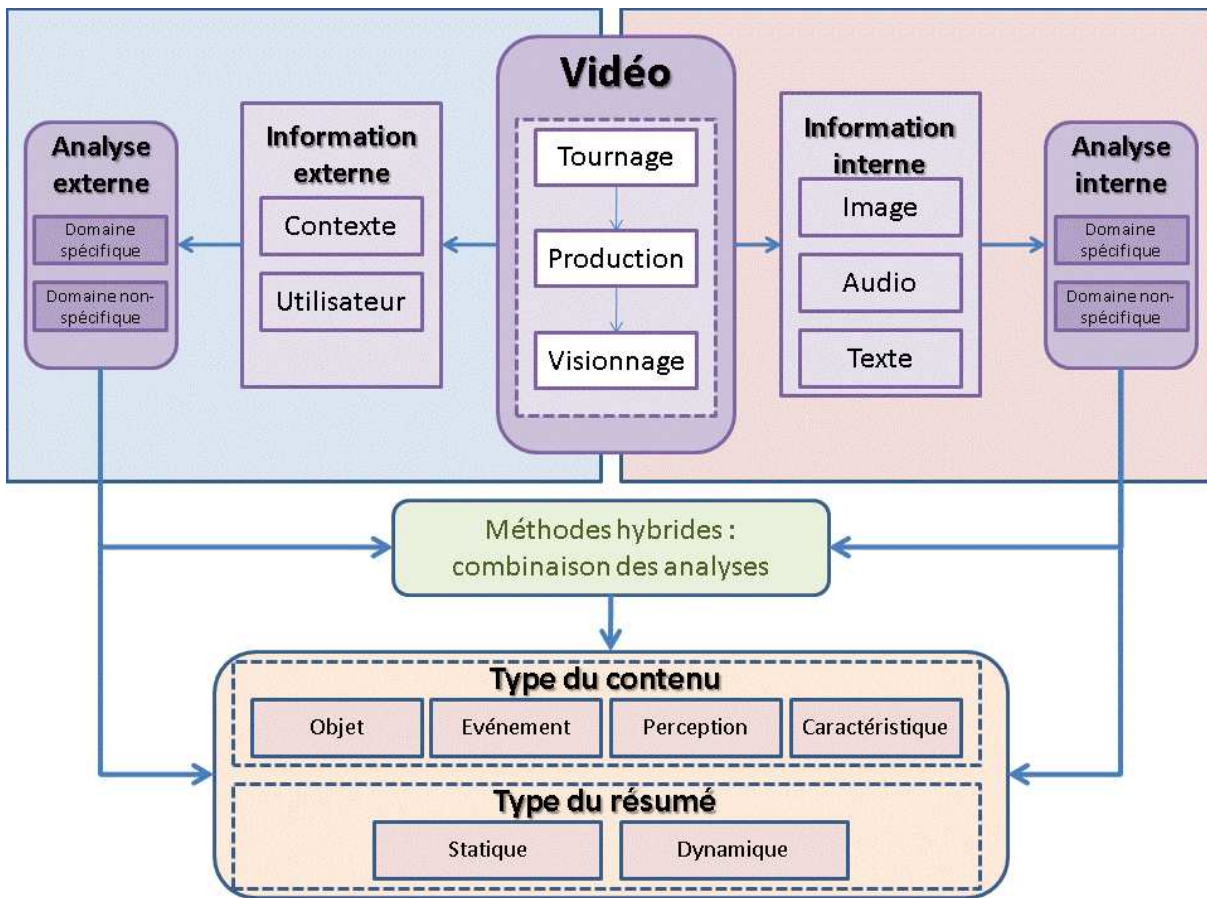 Vidéo
Tournage
Production
Visionnage
Information
externe
Contexte
Utilisateur
Analyse
externe
Domaine
spécifique
Domaine non-
spécifique
Information
interne
Image
Audio
Texte
Analyse
interne
Domaine
spécifique
Domaine non-
spécifique
Méthodes hybrides :
combinaison des analyses
Type du contenu
Objet
Evénement
Perception
Caractéristique
Type du résumé
Statique
Dynamique